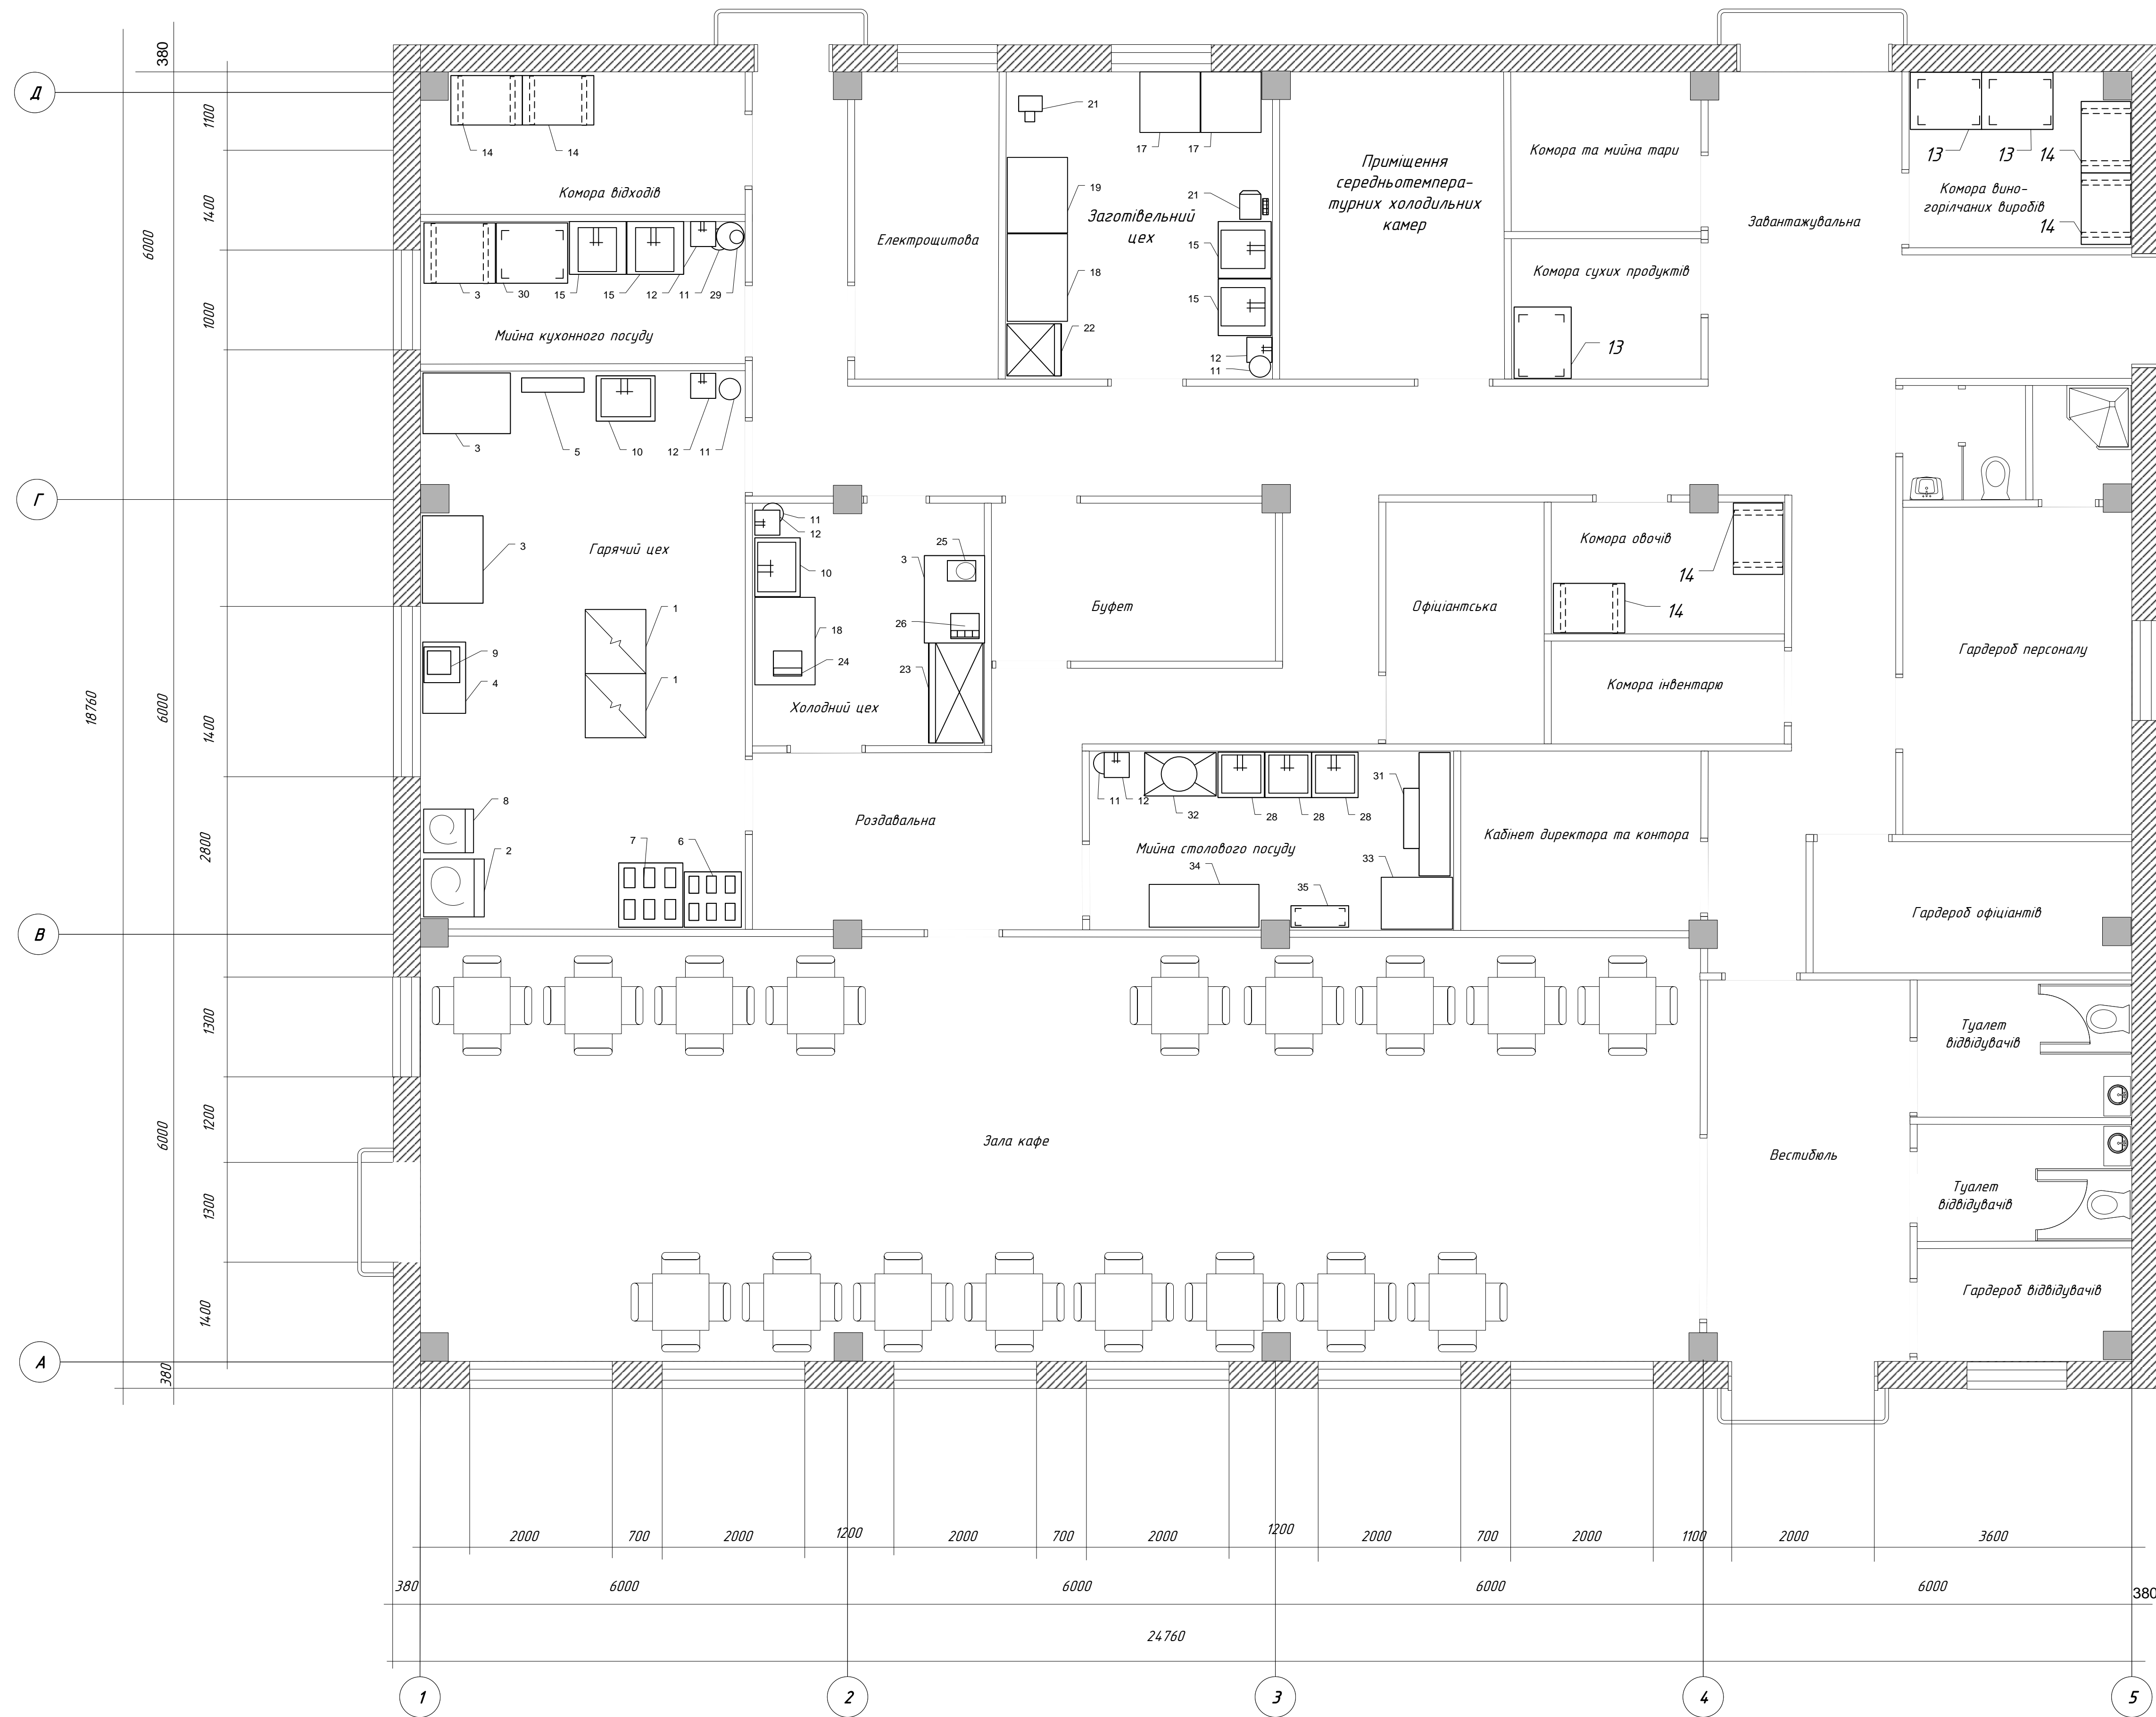 380
Д
1100
14
14
Комора відходів
21
17
17
19
Заготівельний
цех
21
15
18
15
22
12
11
Електрощитова
Приміщення
середньотемпера-
турних холодильних
камер
Комора та мийна тари
Комора сухих продуктів
13
Завантажувальна
13
13
14
Комора вино-
горілчаних виробів
14
1400
6000
1000
3
30
15
15
12
11
29
Мийна кухонного посуду
3
5
10
12
11
Г
Гарячий цех
3
1
1
9
4
8
2
7
6
11
12
10
18
24
25
3
26
23
Холодний цех
Буфет
Офіціантська
Комора овочів
14
14
Комора інвентарю
Гардероб персоналу
18760
6000
1400
2800
Роздавальна
11
12
32
28
28
28
31
Мийна столового посуду
34
35
33
Кабінет директора та контора
Гардероб офіціантів
В
1300
1200
6000
1300
1400
380
Зала кафе
Вестибюль
Туалет
відвідувачів
Туалет
відвідувачів
Гардероб відвідувачів
А
2000
700
2000
1200
2000
700
2000
1200
2000
700
2000
1100
2000
3600
380
6000
6000
6000
6000
380
24760
1
2
3
4
5